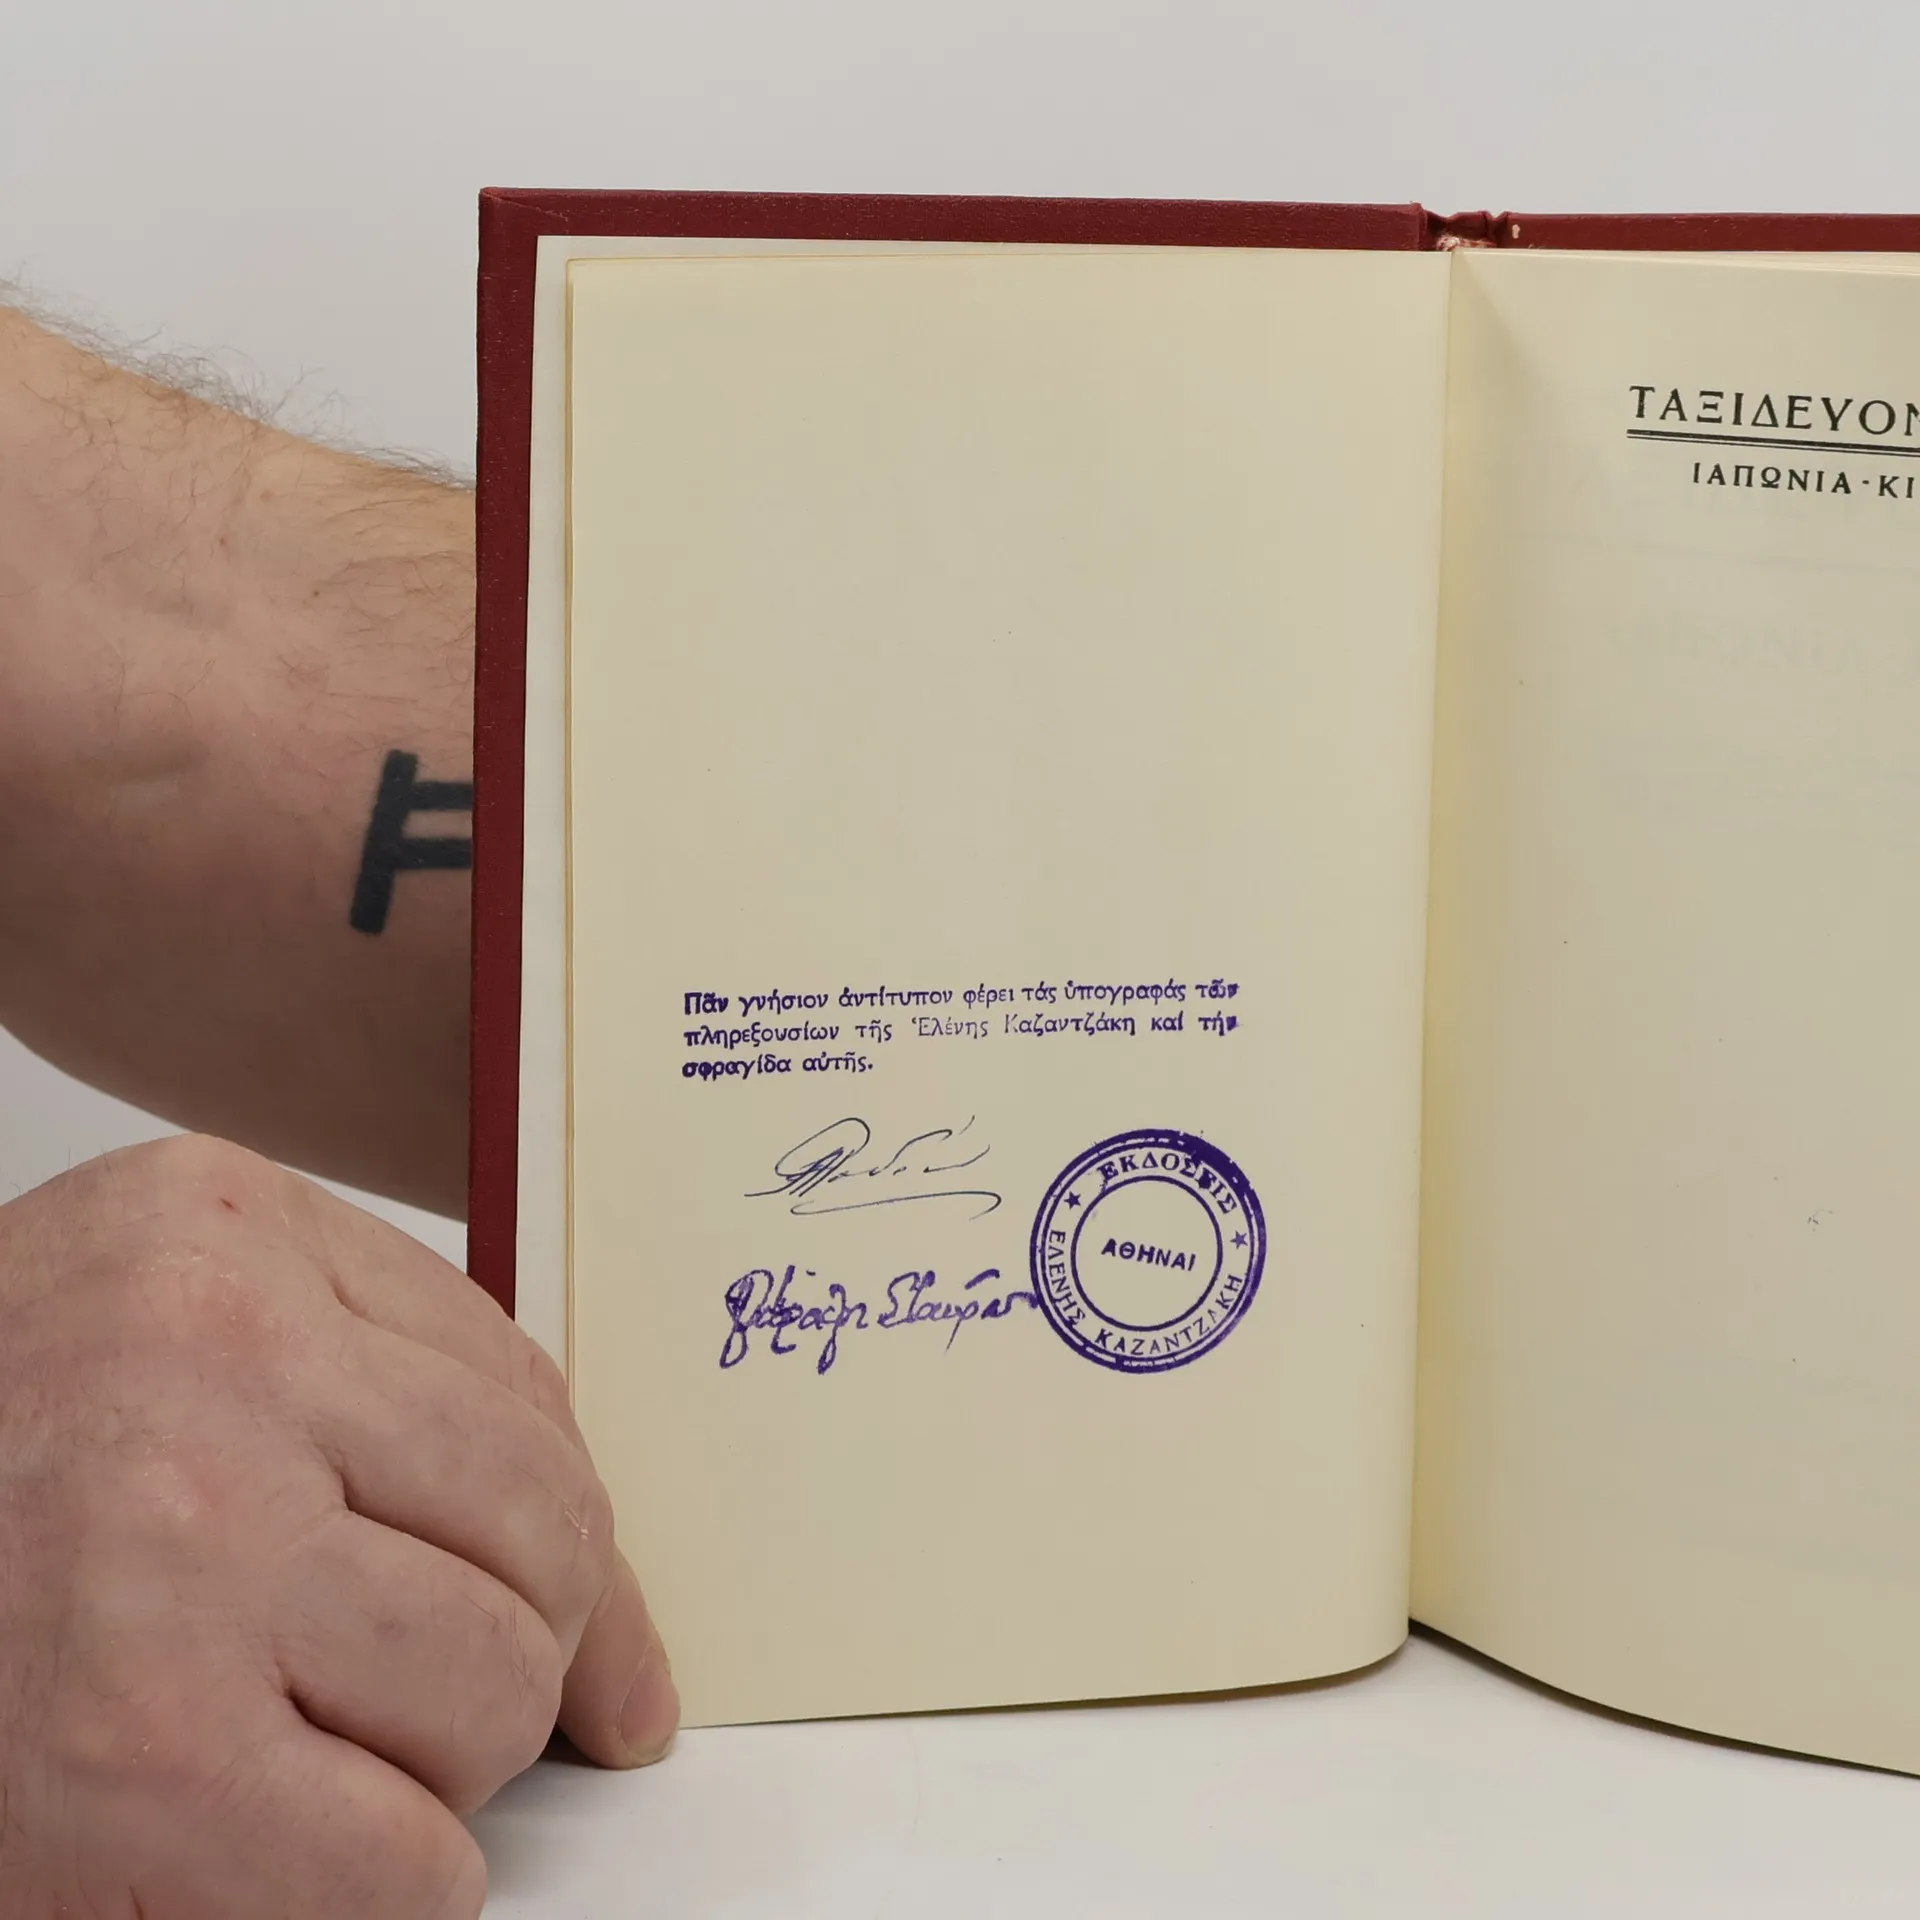 Πᾶν γνήσιον ἀντίτυπον φέρει τάς ὑπογραφάς τῶν
πληρεξουσίων τῆς Ἑλένης Καζαντζάκη καί τήν
σφραγίδα αὐτῆς.
ΕΚΔΟΣΕΙΣ
ΕΛΕΝΗΣ ΚΑΖΑΝΤΖΑΚΗ
ΑΘΗΝΑΙ
ΤΑΞΙΔΕΥΟΝ
ΙΑΠΩΝΙΑ-ΚΙ